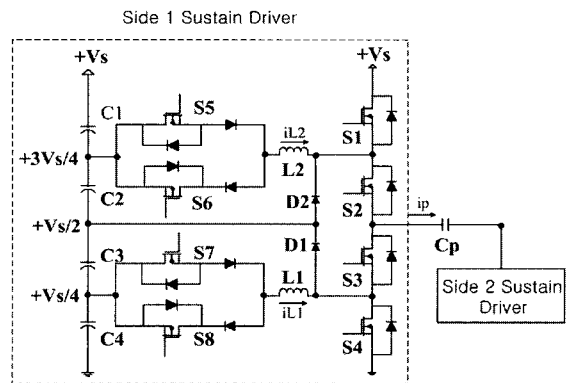 Side 1 Sustain Driver
+Vs
+Vs
C1
S5
iL2
S1
+3Vs/4
L2
C2
S6
D2
S2
ip
+Vs/2
Cp
C3
S7
D1
L1
S3
+Vs/4
iL1
Side 2 Sustain
Driver
C4
S8
S4